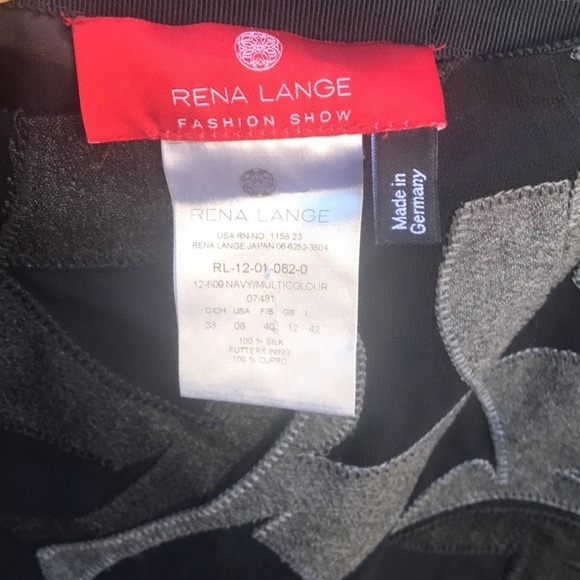 RENA LANGE
FASHION SHOW
Made in
Germany
RENA LANGE
USA RN-NO: 1158 23
RENA LANGE JAPAN 06-6252-3504
RL-12-01-082-0
12-609 NAVY/MULTICOLOUR
07481
D/CH USA F/B GB I
38 08 40 12 42
100 % SILK
FUTTER/LINING
100 % CUPRO